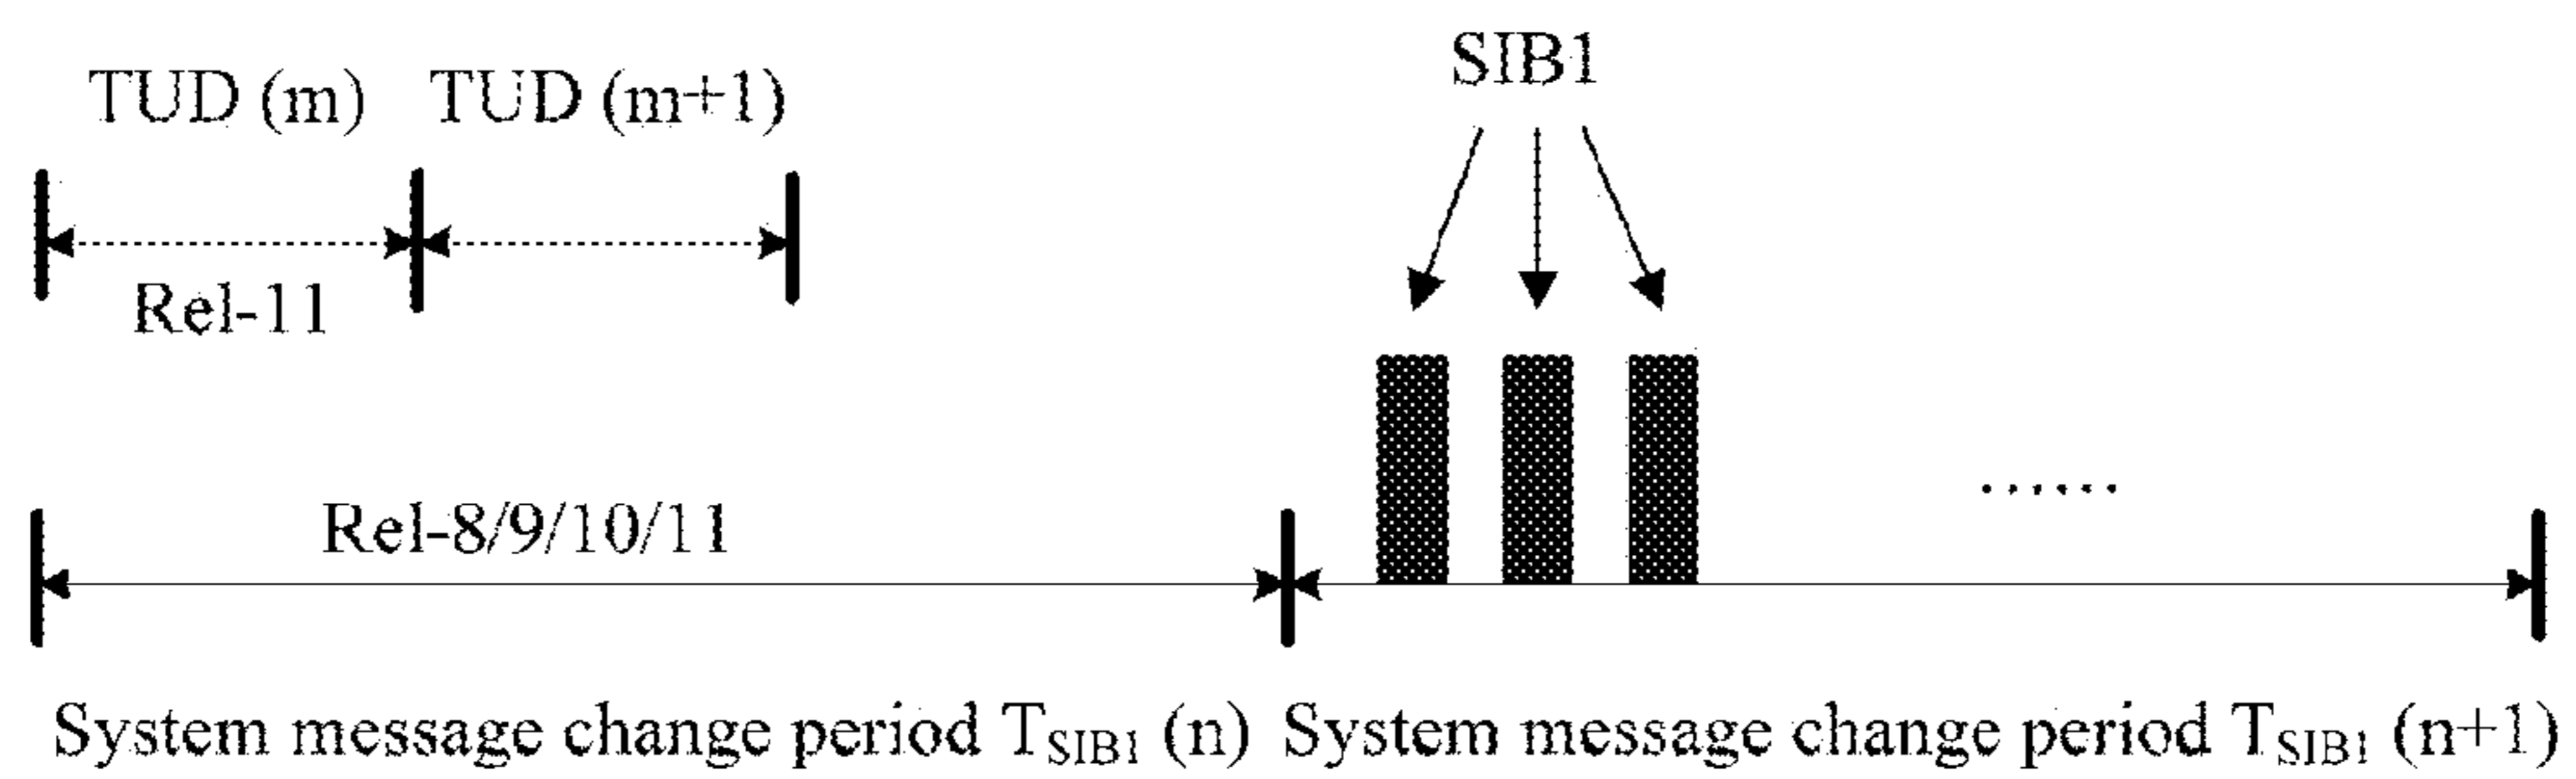 SIB1
TUD (m) TUD (m+1)
Rel-11
......
Rel-8/9/10/11
System message change period TSIB1 (n) System message change period TSIB1 (n+1)